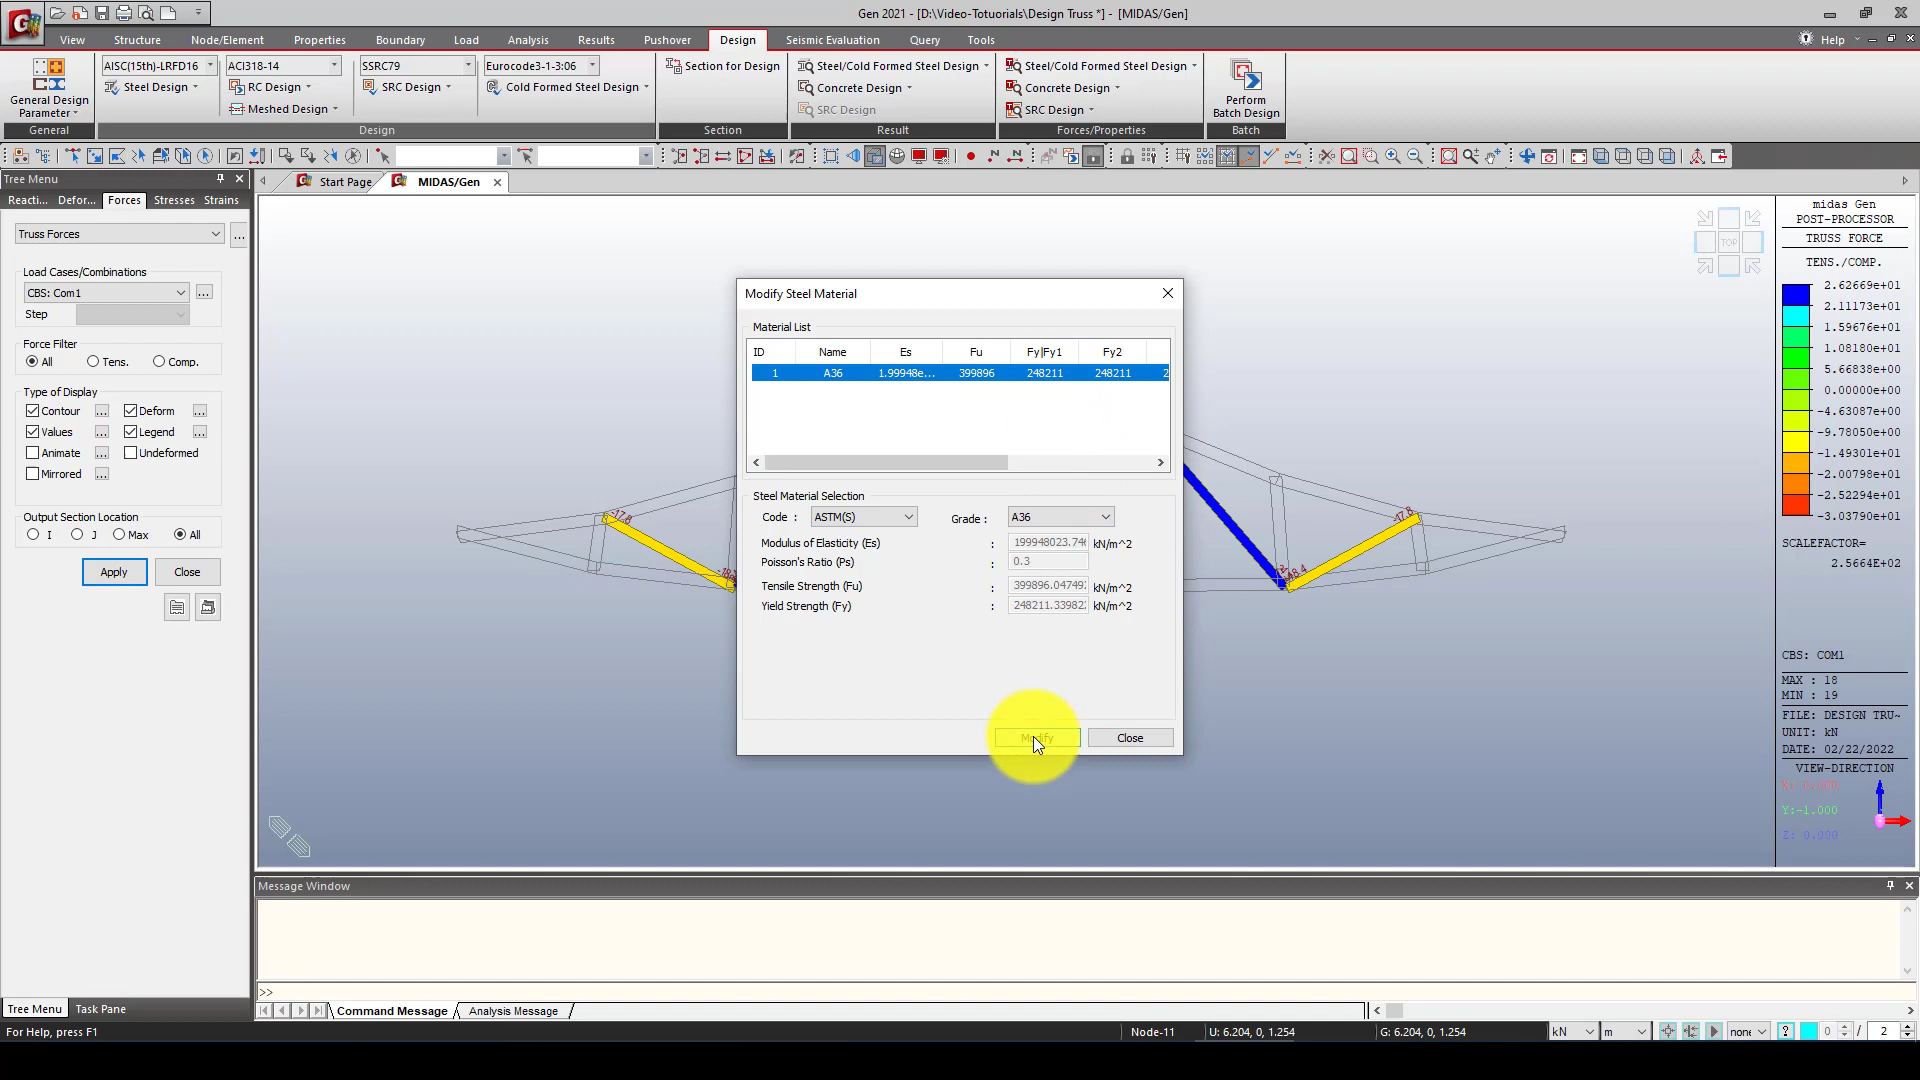 Gen 2021 - [D:\Video-Totuorials\Design Truss *] - [MIDAS/Gen]
View Structure Node/Element Properties Boundary Load Analysis Results Pushover Design Seismic Evaluation Query Tools Help
AISC(15th)-LRFD16 ACI318-14 SSRC79 Eurocode3-1-3:06 Section for Design Steel/Cold Formed Steel Design Steel/Cold Formed Steel Design
Steel Design RC Design SRC Design Cold Formed Steel Design Concrete Design Concrete Design
General Design Parameter Meshed Design SRC Design SRC Design Perform Batch Design
General Design Section Result Forces/Properties Batch
Tree Menu Start Page MIDAS/Gen
Reacti... Defor... Forces Stresses Strains
Truss Forces ...
Load Cases/Combinations
CBS: Com1 ...
Step
Force Filter
All Tens. Comp.
Type of Display
Contour ... Deform ...
Values ... Legend ...
Animate ... Undeformed
Mirrored ...
Output Section Location
I J Max All
Apply Close
TOP
-17.8
-17.8
Modify Steel Material
Material List
ID Name Es Fu Fy|Fy1 Fy2
1 A36 1.99948e... 399896 248211 248211 2
Steel Material Selection
Code : ASTM(S) Grade : A36
Modulus of Elasticity (Es) : kN/m^2
Poisson's Ratio (Ps) : 0.3
Tensile Strength (Fu) : kN/m^2
Yield Strength (Fy) : kN/m^2
Modify Close
midas Gen
POST-PROCESSOR
TRUSS FORCE
TENS./COMP.
2.62669e+01
2.11173e+01
1.59676e+01
1.08180e+01
5.66838e+00
0.00000e+00
-4.63087e+00
-9.78050e+00
-1.49301e+01
-2.00798e+01
-2.52294e+01
-3.03790e+01
SCALEFACTOR=
2.5664E+02
CBS: COM1
MAX : 18
MIN : 19
FILE: DESIGN TRU~
UNIT: kN
DATE: 02/22/2022
VIEW-DIRECTION
X: 0.000
Y:-1.000
Z: 0.000
Message Window
>>
Command Message Analysis Message
Tree Menu Task Pane
For Help, press F1 Node-11 U: 6.204, 0, 1.254 G: 6.204, 0, 1.254 kN m none ? 0 / 2